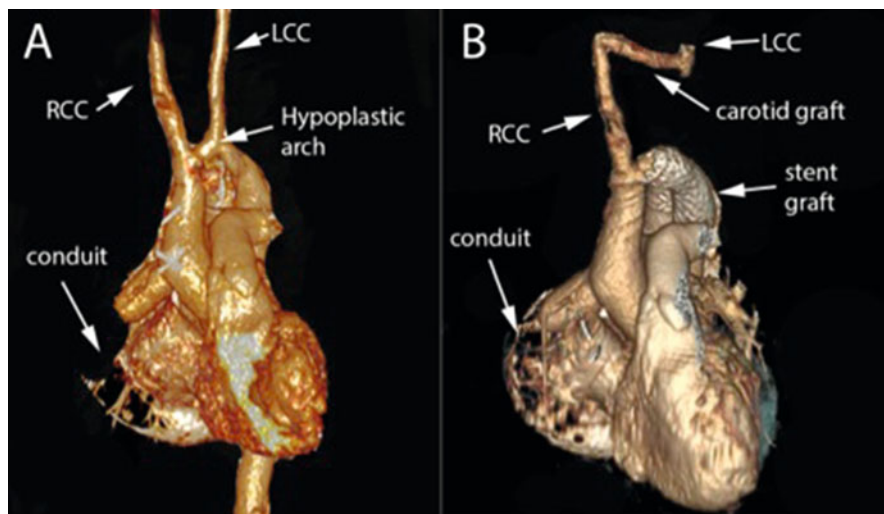 A
LCC
RCC
Hypoplastic
arch
conduit
B
LCC
carotid graft
RCC
stent
graft
conduit